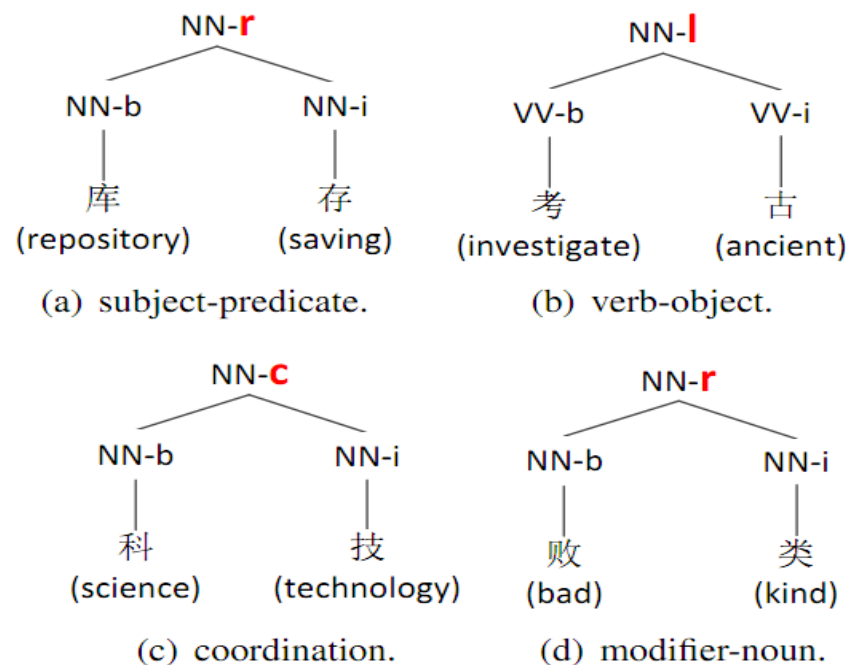 NN-r
NN-l
NN-b NN-i
VV-b VV-i
库 存
考 古
(repository) (saving)
(investigate) (ancient)
(a) subject-predicate.
(b) verb-object.
NN-c
NN-r
NN-b NN-i
NN-b NN-i
科 技
败 类
(science) (technology)
(bad) (kind)
(c) coordination.
(d) modifier-noun.